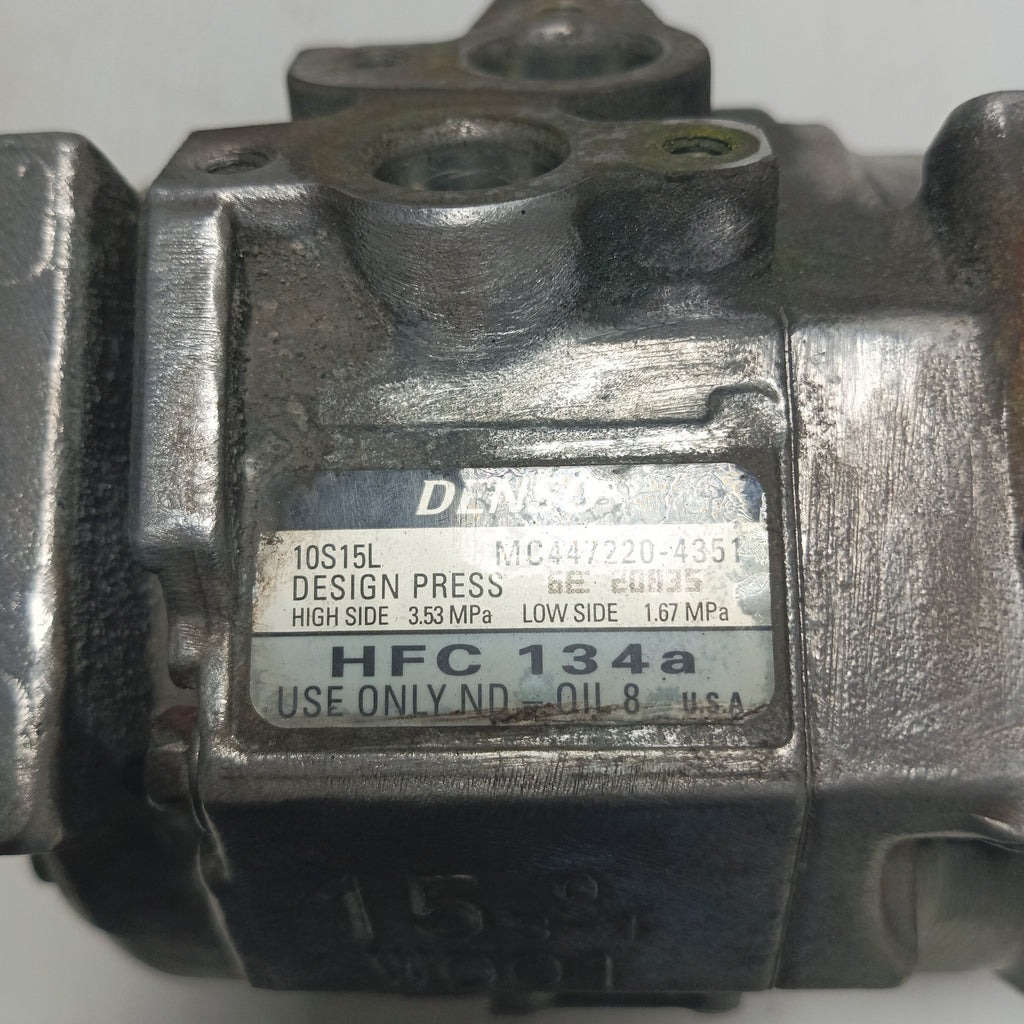 DENSO
10S15L MC447220-4351
DESIGN PRESS
HIGH SIDE 3.53 MPa LOW SIDE 1.67 MPa
HFC 134a
USE ONLY ND-OIL 8 U.S.A
15